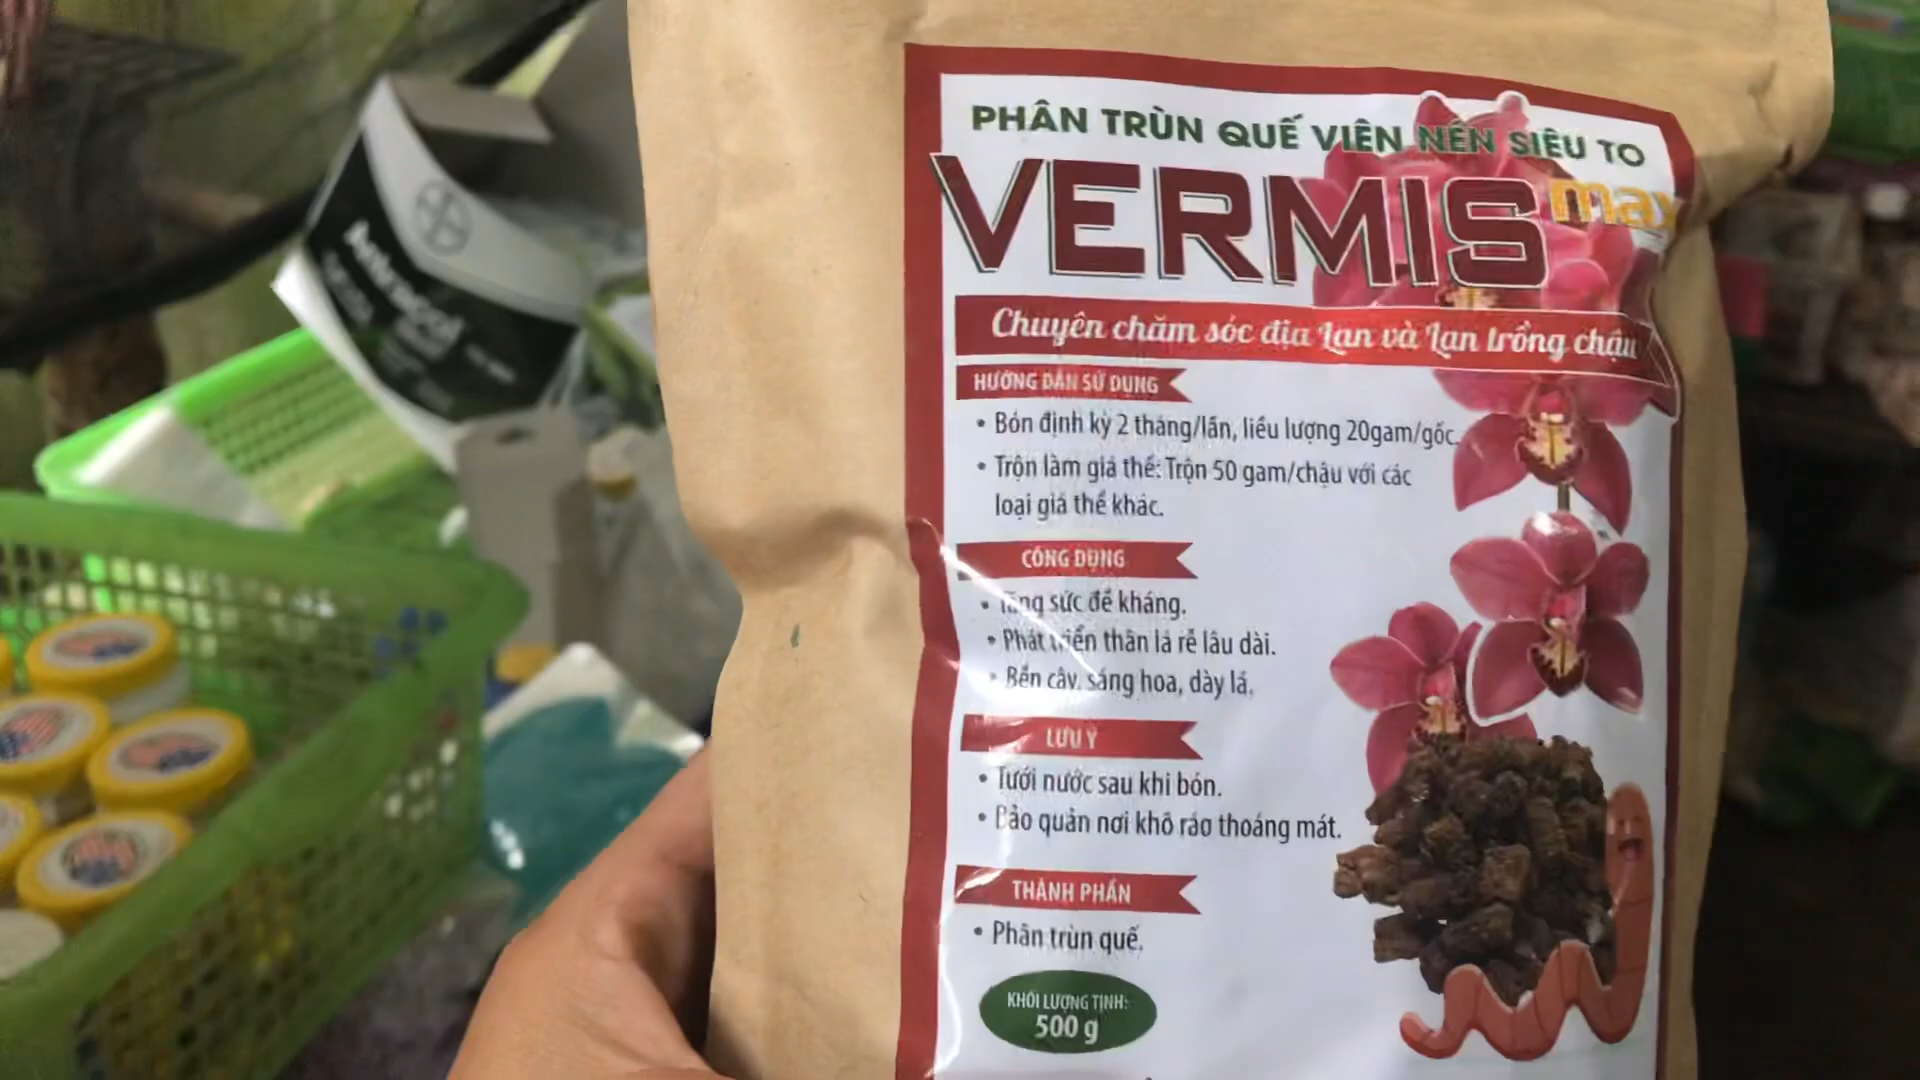 PHÂN TRÙN QUẾ VIÊN NÉN SIÊU TO
VERMIS max
Chuyên chăm sóc địa lan và lan trồng chậu
HƯỚNG DẪN SỬ DỤNG
• Bón định kỳ 2 tháng/lần, liều lượng 20gam/gốc.
• Trộn làm giá thể: Trộn 50 gam/chậu với các
loại giá thể khác.
CÔNG DỤNG
• Tăng sức đề kháng.
• Phát triển thân lá rễ lâu dài.
• Bền cây, sáng hoa, dày lá.
LƯU Ý
• Tưới nước sau khi bón.
• Bảo quản nơi khô ráo thoáng mát.
THÀNH PHẦN
• Phân trùn quế.
KHỐI LƯỢNG TỊNH:
500 g
Antracol